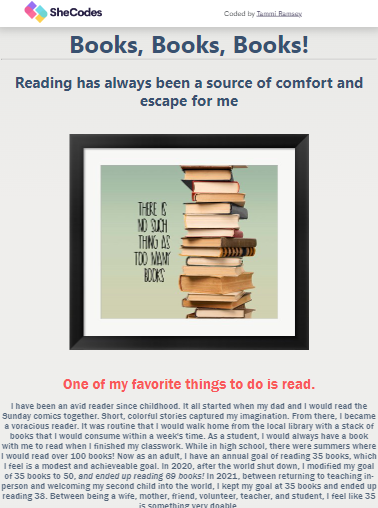 SheCodes
Coded by Tammi Ramsey
Books, Books, Books!
Reading has always been a source of comfort and
escape for me
THERE IS
NO SUCH
THING AS
TOO MANY
BOOKS
One of my favorite things to do is read.
I have been an avid reader since childhood. It all started when my dad and I would read the
Sunday comics together. Short, colorful stories captured my imagination. From there, I became
a voracious reader. It was routine that I would walk home from the local library with a stack of
books that I would consume within a week's time. As a student, I would always have a book
with me to read when I finished my classwork. While in high school, there were summers where
I would read over 100 books! Now as an adult, I have an annual goal of reading 35 books, which
I feel is a modest and achieveable goal. In 2020, after the world shut down, I modified my goal
of 35 books to 50, and ended up reading 69 books! In 2021, between returning to teaching in-
person and welcoming my second child into the world, I kept my goal at 35 books and ended up
reading 38. Between being a wife, mother, friend, volunteer, teacher, and student, I feel like 35
is something very doable